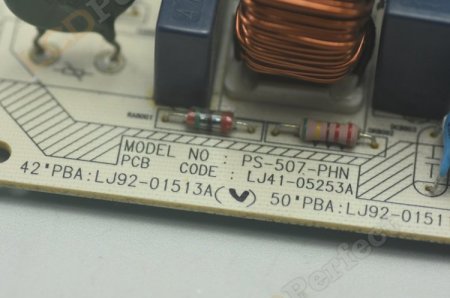 MODEL NO : PS-507-PHN
PCB CODE : LJ41-05253A
42"PBA:LJ92-01513A(V) 50"PBA:LJ92-0151